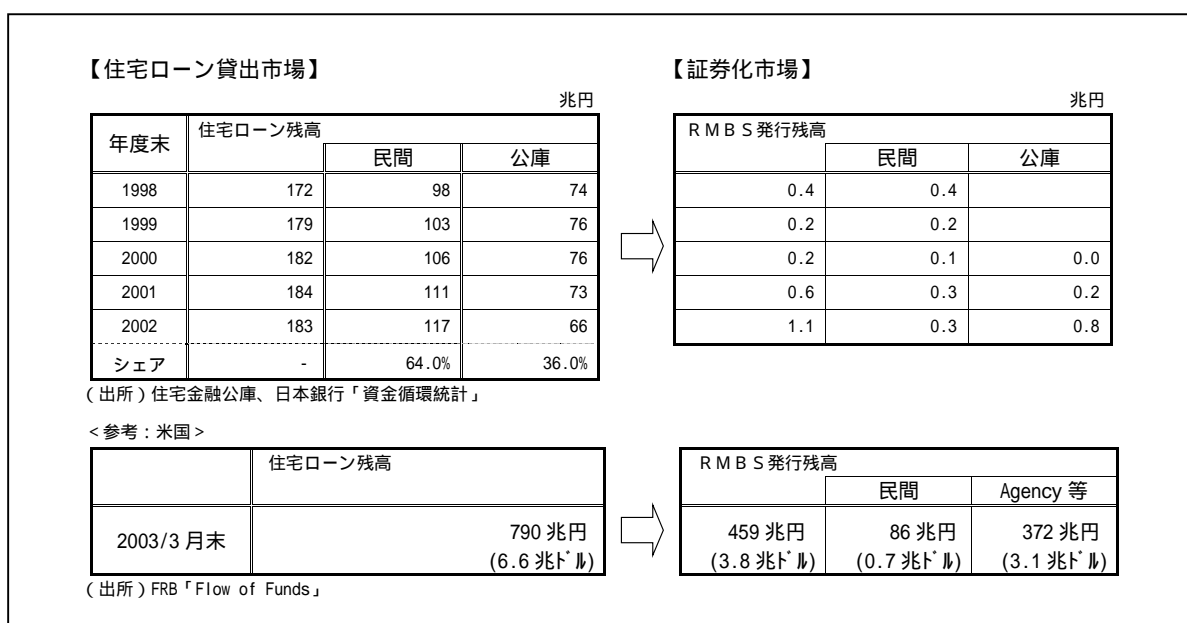 【住宅ローン貸出市場】
兆円
年度末 住宅ローン残高
民間 公庫
1998 172 98 74
1999 179 103 76
2000 182 106 76
2001 184 111 73
2002 183 117 66
シェア - 64.0% 36.0%
(出所)住宅金融公庫、日本銀行「資金循環統計」
【証券化市場】
兆円
RMBS発行残高
民間 公庫
0.4 0.4
0.2 0.2
0.2 0.1 0.0
0.6 0.3 0.2
1.1 0.3 0.8
<参考:米国>
住宅ローン残高
2003/3 月末 790 兆円
(6.6 兆ドル)
RMBS発行残高
民間 Agency 等
459 兆円 86 兆円 372 兆円
(3.8 兆ドル) (0.7 兆ドル) (3.1 兆ドル)
(出所)FRB「Flow of Funds」